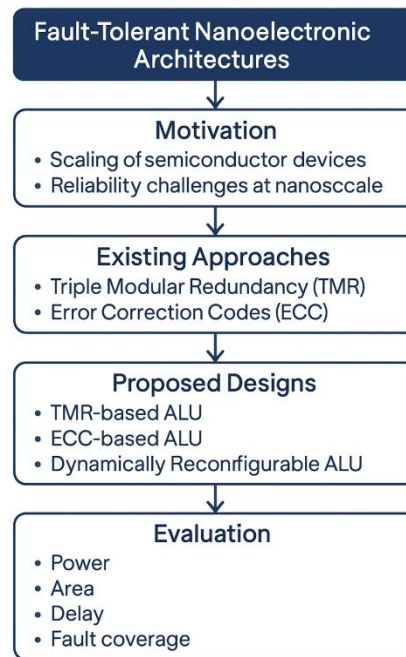 Fault-Tolerant Nanoelectronic
Architectures
Motivation
• Scaling of semiconductor devices
• Reliability challenges at nanosccale
Existing Approaches
• Triple Modular Redundancy (TMR)
• Error Correction Codes (ECC)
Proposed Designs
• TMR-based ALU
• ECC-based ALU
• Dynamically Reconfigurable ALU
Evaluation
• Power
• Area
• Delay
• Fault coverage